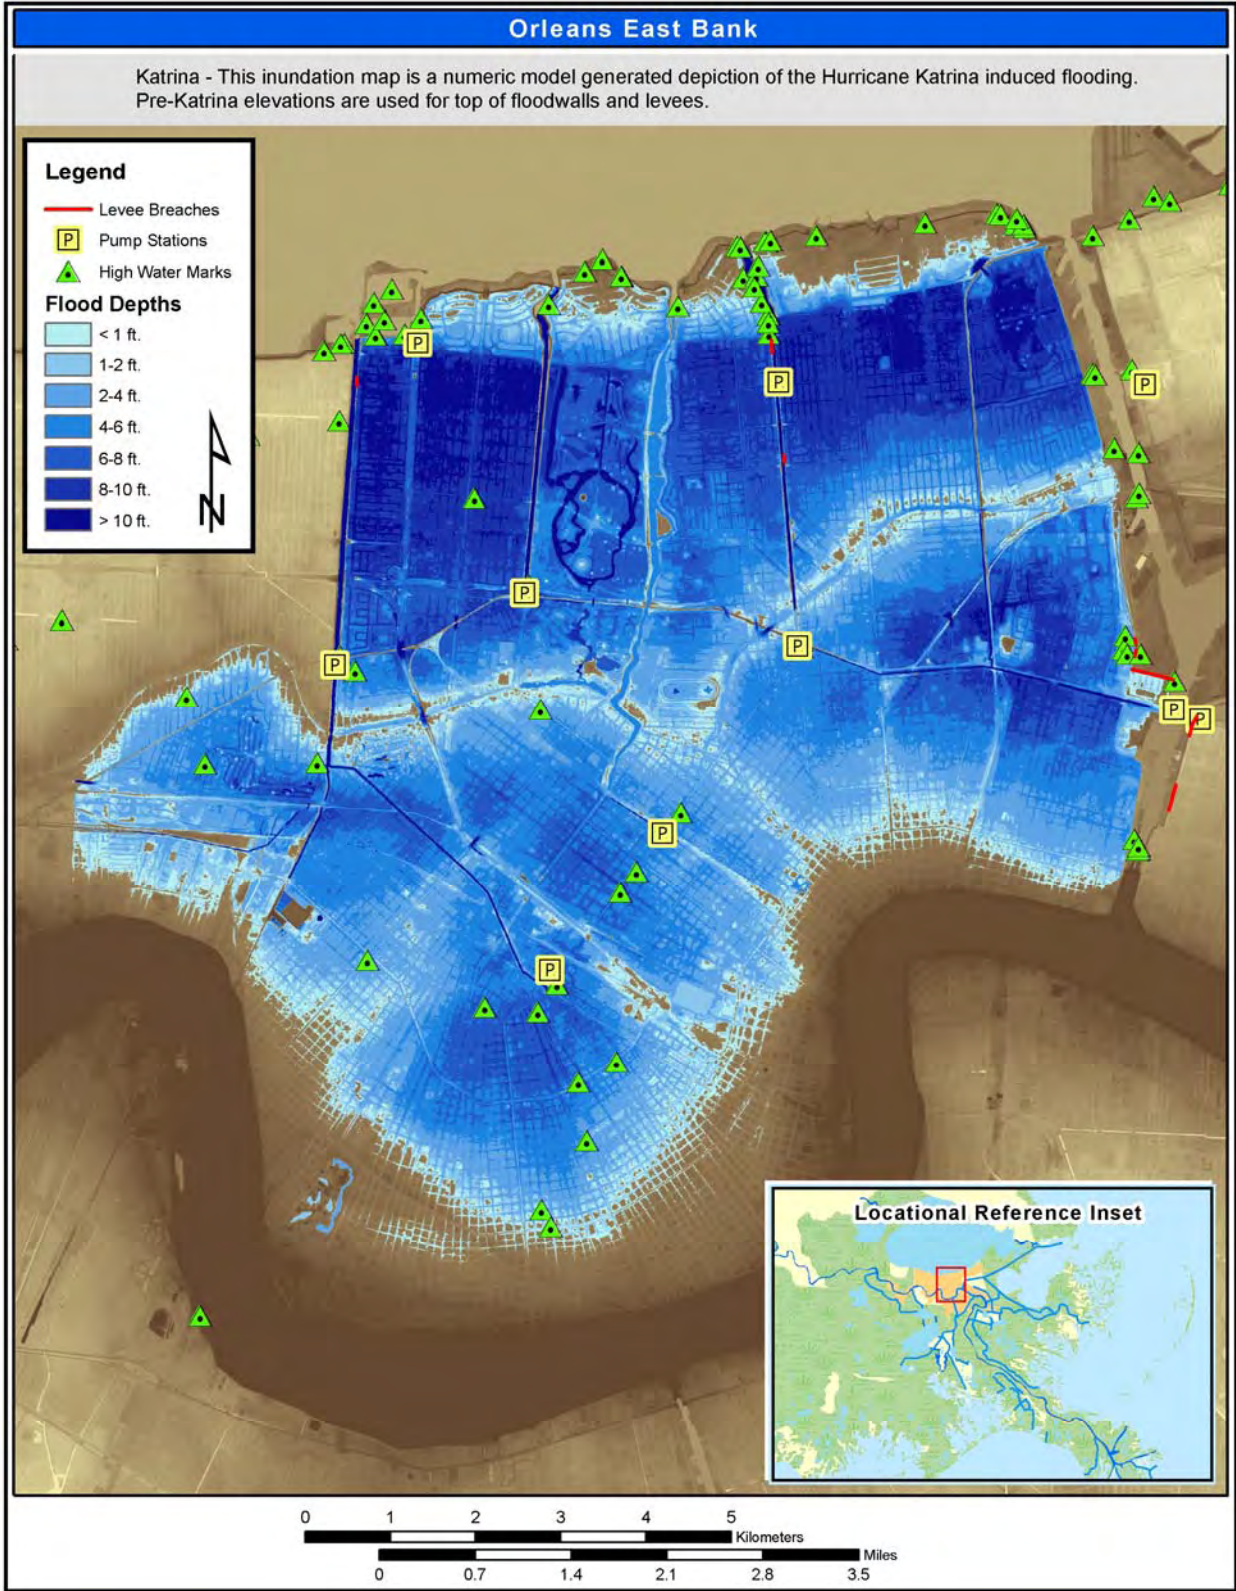 Orleans East Bank
Katrina - This inundation map is a numeric model generated depiction of the Hurricane Katrina induced flooding.
Pre-Katrina elevations are used for top of floodwalls and levees.
Legend
Levee Breaches
P Pump Stations
High Water Marks
Flood Depths
< 1 ft.
1-2 ft.
2-4 ft.
4-6 ft.
6-8 ft.
8-10 ft.
> 10 ft.
N
P
P
P
P
P
P
P
P
P
P
P
Locational Reference Inset
0 1 2 3 4 5
Kilometers
Miles
0 0.7 1.4 2.1 2.8 3.5